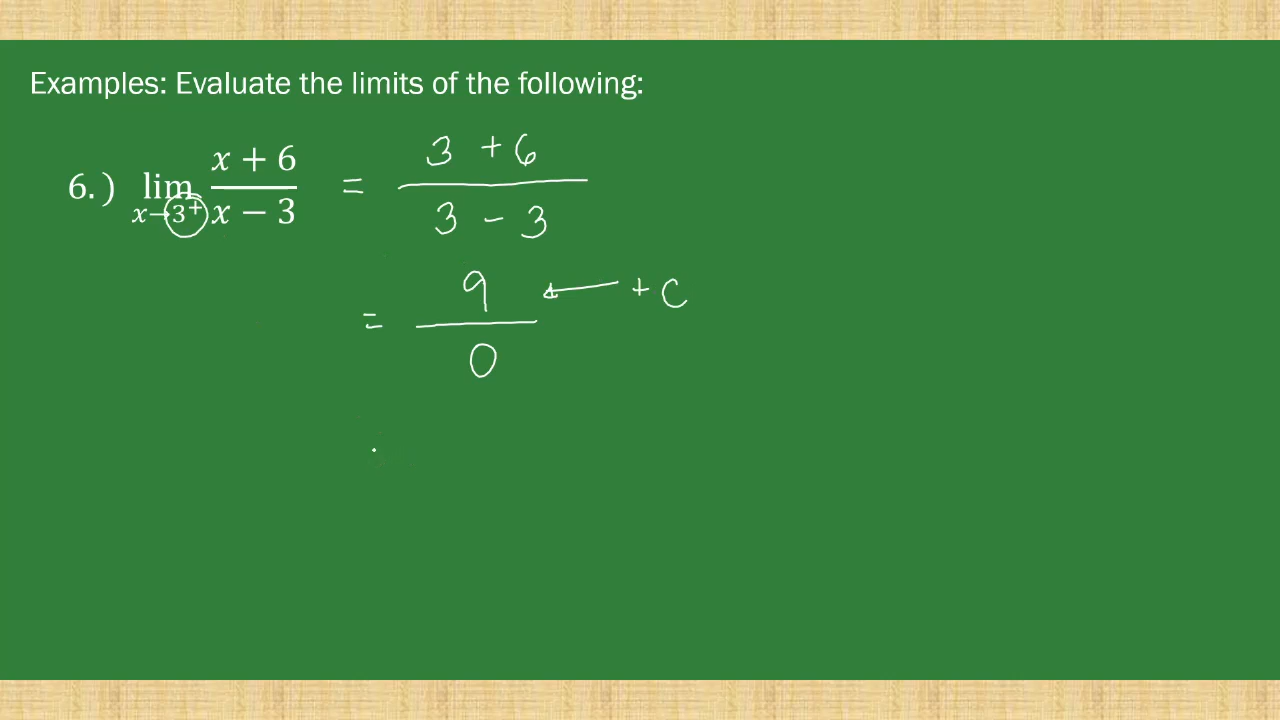 Examples: Evaluate the limits of the following:
6.) lim x→3⁺ (x + 6)/(x − 3) = (3 + 6)/(3 − 3)
= 9/0 ← + C